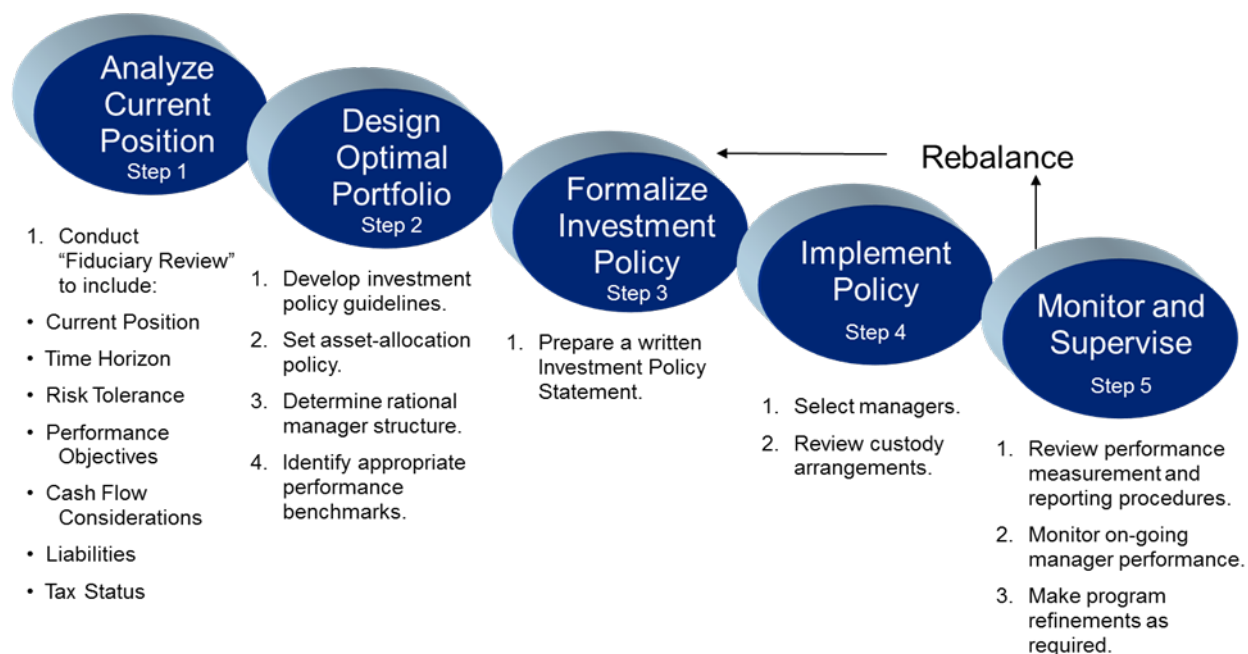 Analyze
Current
Position
Step 1
1. Conduct
“Fiduciary Review”
to include:
• Current Position
• Time Horizon
• Risk Tolerance
• Performance
Objectives
• Cash Flow
Considerations
• Liabilities
• Tax Status
Design
Optimal
Portfolio
Step 2
1. Develop investment
policy guidelines.
2. Set asset-allocation
policy.
3. Determine rational
manager structure.
4. Identify appropriate
performance
benchmarks.
Formalize
Investment
Policy
Step 3
1. Prepare a written
Investment Policy
Statement.
Rebalance
Implement
Policy
Step 4
1. Select managers.
2. Review custody
arrangements.
Monitor and
Supervise
Step 5
1. Review performance
measurement and
reporting procedures.
2. Monitor on-going
manager performance.
3. Make program
refinements as
required.